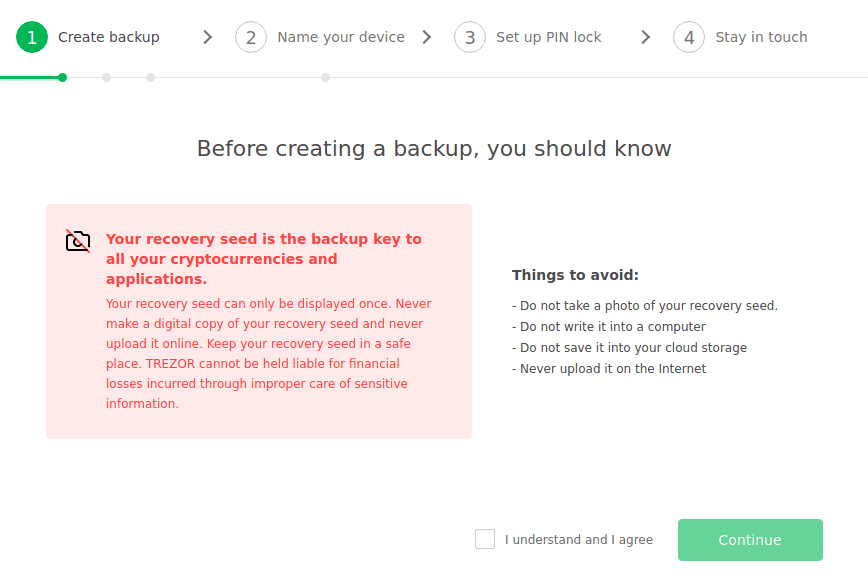 1 Create backup
2 Name your device
3 Set up PIN lock
4 Stay in touch
Before creating a backup, you should know
Your recovery seed is the backup key to
all your cryptocurrencies and
applications.
Your recovery seed can only be displayed once. Never
make a digital copy of your recovery seed and never
upload it online. Keep your recovery seed in a safe
place. TREZOR cannot be held liable for financial
losses incurred through improper care of sensitive
information.
Things to avoid:
- Do not take a photo of your recovery seed.
- Do not write it into a computer
- Do not save it into your cloud storage
- Never upload it on the Internet
I understand and I agree
Continue